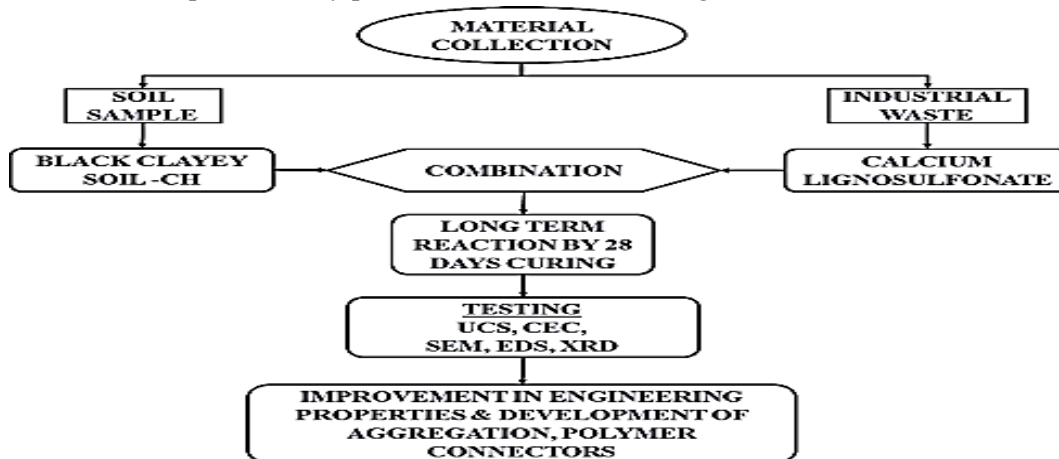 MATERIAL
COLLECTION
SOIL
SAMPLE
INDUSTRIAL
WASTE
BLACK CLAYEY
SOIL -CH
COMBINATION
CALCIUM
LIGNOSULFONATE
LONG TERM
REACTION BY 28
DAYS CURING
TESTING
UCS, CEC,
SEM, EDS, XRD
IMPROVEMENT IN ENGINEERING
PROPERTIES & DEVELOPMENT OF
AGGREGATION, POLYMER
CONNECTORS